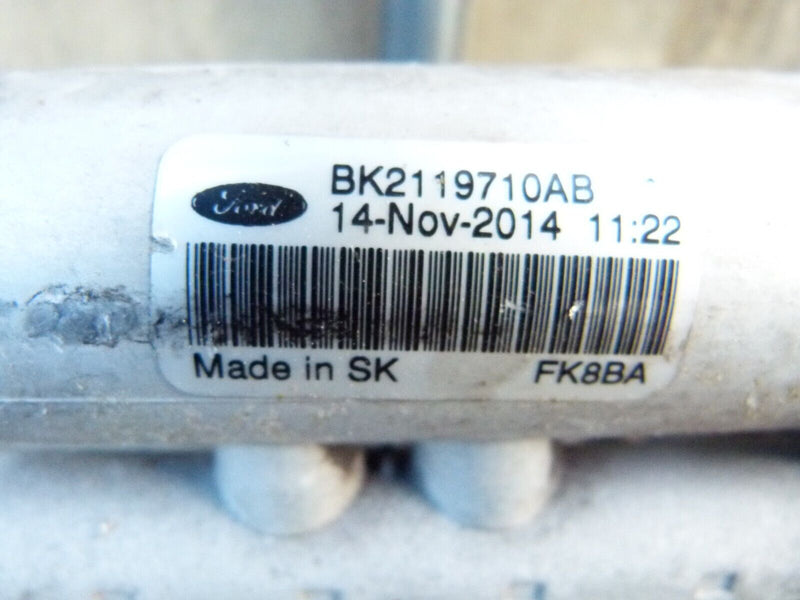 Ford
BK2119710AB
14-Nov-2014 11:22
Made in SK FK8BA